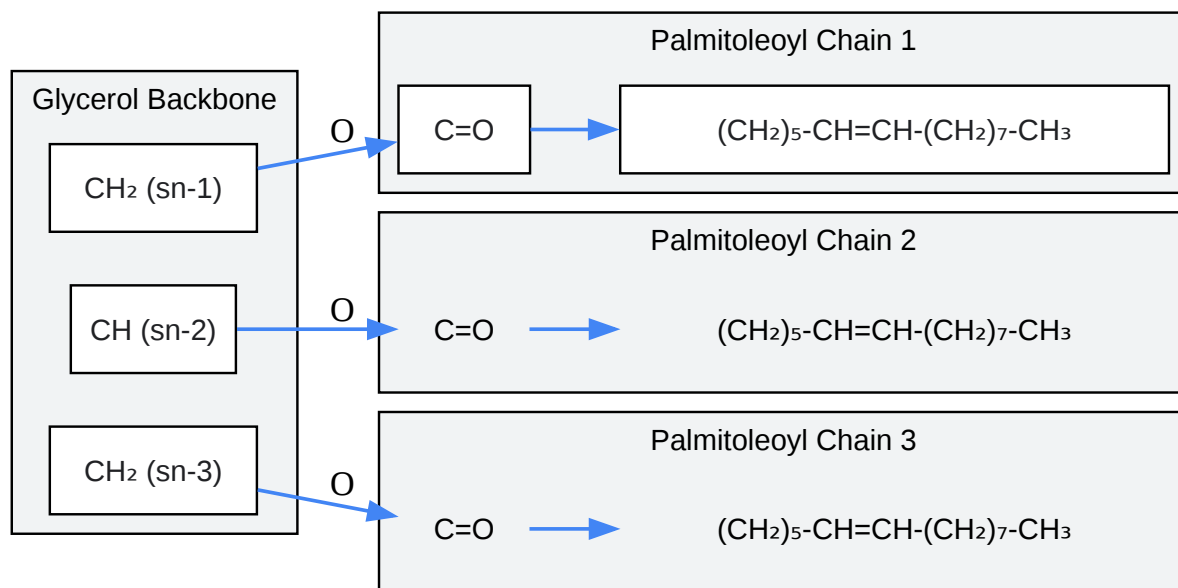 Palmitoleoyl Chain 1
Glycerol Backbone
O
C=O
(CH₂)₅-CH=CH-(CH₂)₇-CH₃
CH₂ (sn-1)
Palmitoleoyl Chain 2
O
CH (sn-2)
C=O
(CH₂)₅-CH=CH-(CH₂)₇-CH₃
Palmitoleoyl Chain 3
CH₂ (sn-3)
O
C=O
(CH₂)₅-CH=CH-(CH₂)₇-CH₃